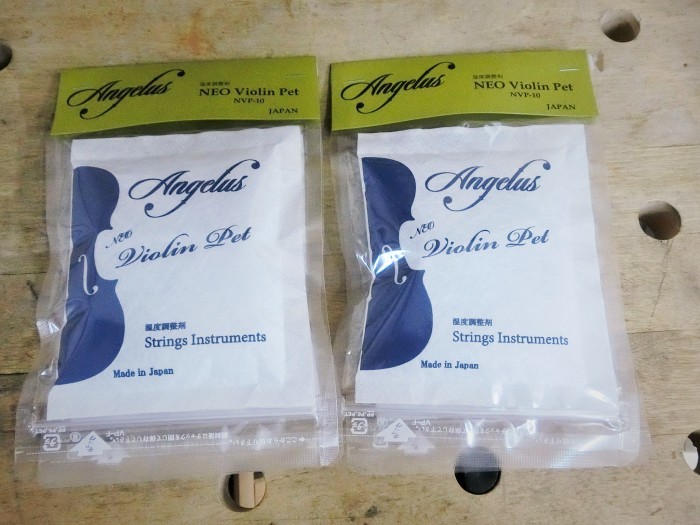 Angelus
湿度調整剤
NEO Violin Pet
NVP-10
JAPAN
Angelus
NEO
Violin Pet
湿度調整剤
Strings Instruments
Made in Japan
VP-F
Angelus
湿度調整剤
NEO Violin Pet
NVP-10
JAPAN
Angelus
NEO
Violin Pet
湿度調整剤
Strings Instruments
Made in Japan
VP-F